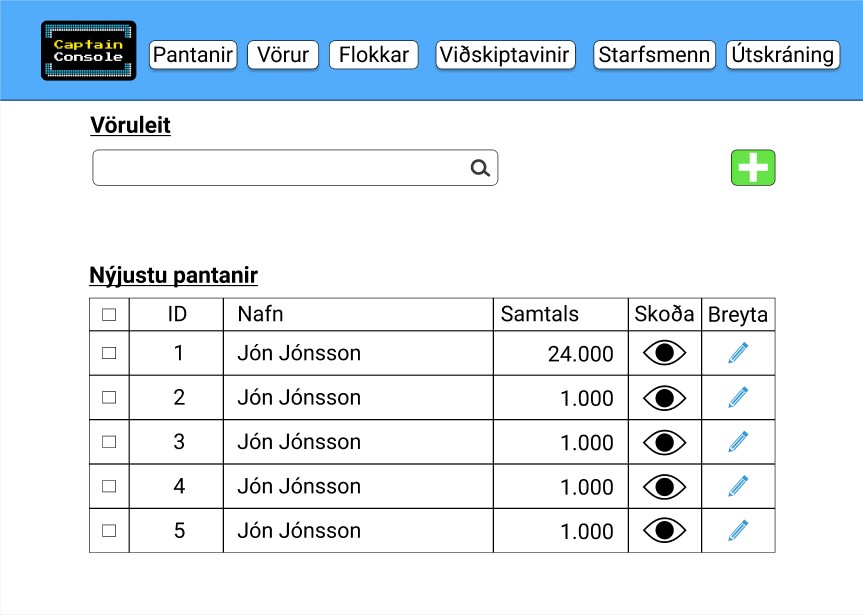 Captain
Console
Pantanir Vörur Flokkar Viðskiptavinir Starfsmenn Útskráning
Vöruleit
Nýjustu pantanir
ID Nafn Samtals Skoða Breyta
1 Jón Jónsson 24.000
2 Jón Jónsson 1.000
3 Jón Jónsson 1.000
4 Jón Jónsson 1.000
5 Jón Jónsson 1.000